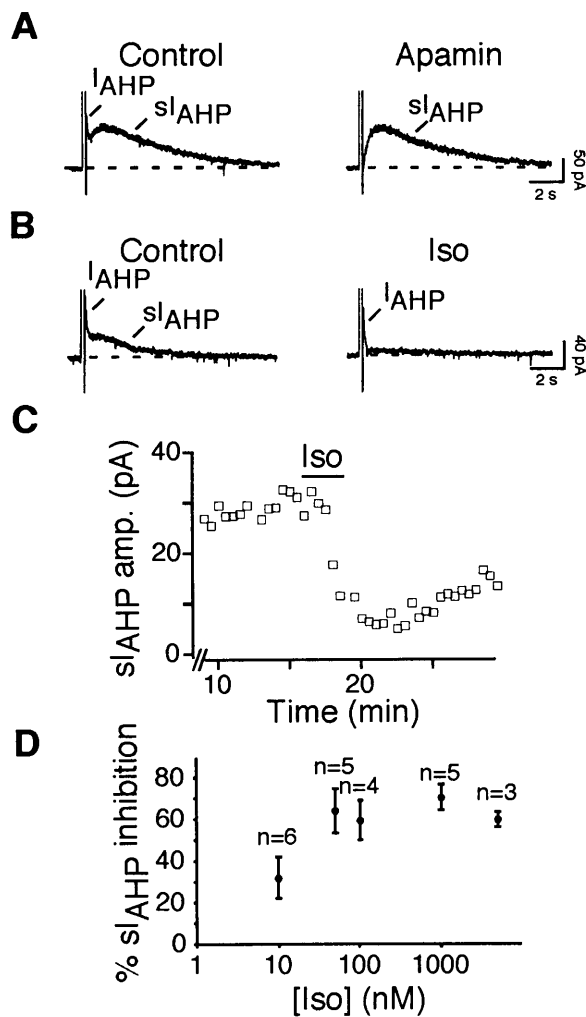 A
Control
Apamin
IAHP
sIAHP
sIAHP
50 pA
2 s
B
Control
Iso
IAHP
sIAHP
IAHP
40 pA
2 s
C
sIAHP amp. (pA)
40
20
0
Iso
10
20
Time (min)
D
% sIAHP inhibition
80
60
40
20
0
n=6
n=5
n=4
n=5
n=3
1
10
100
1000
[Iso] (nM)